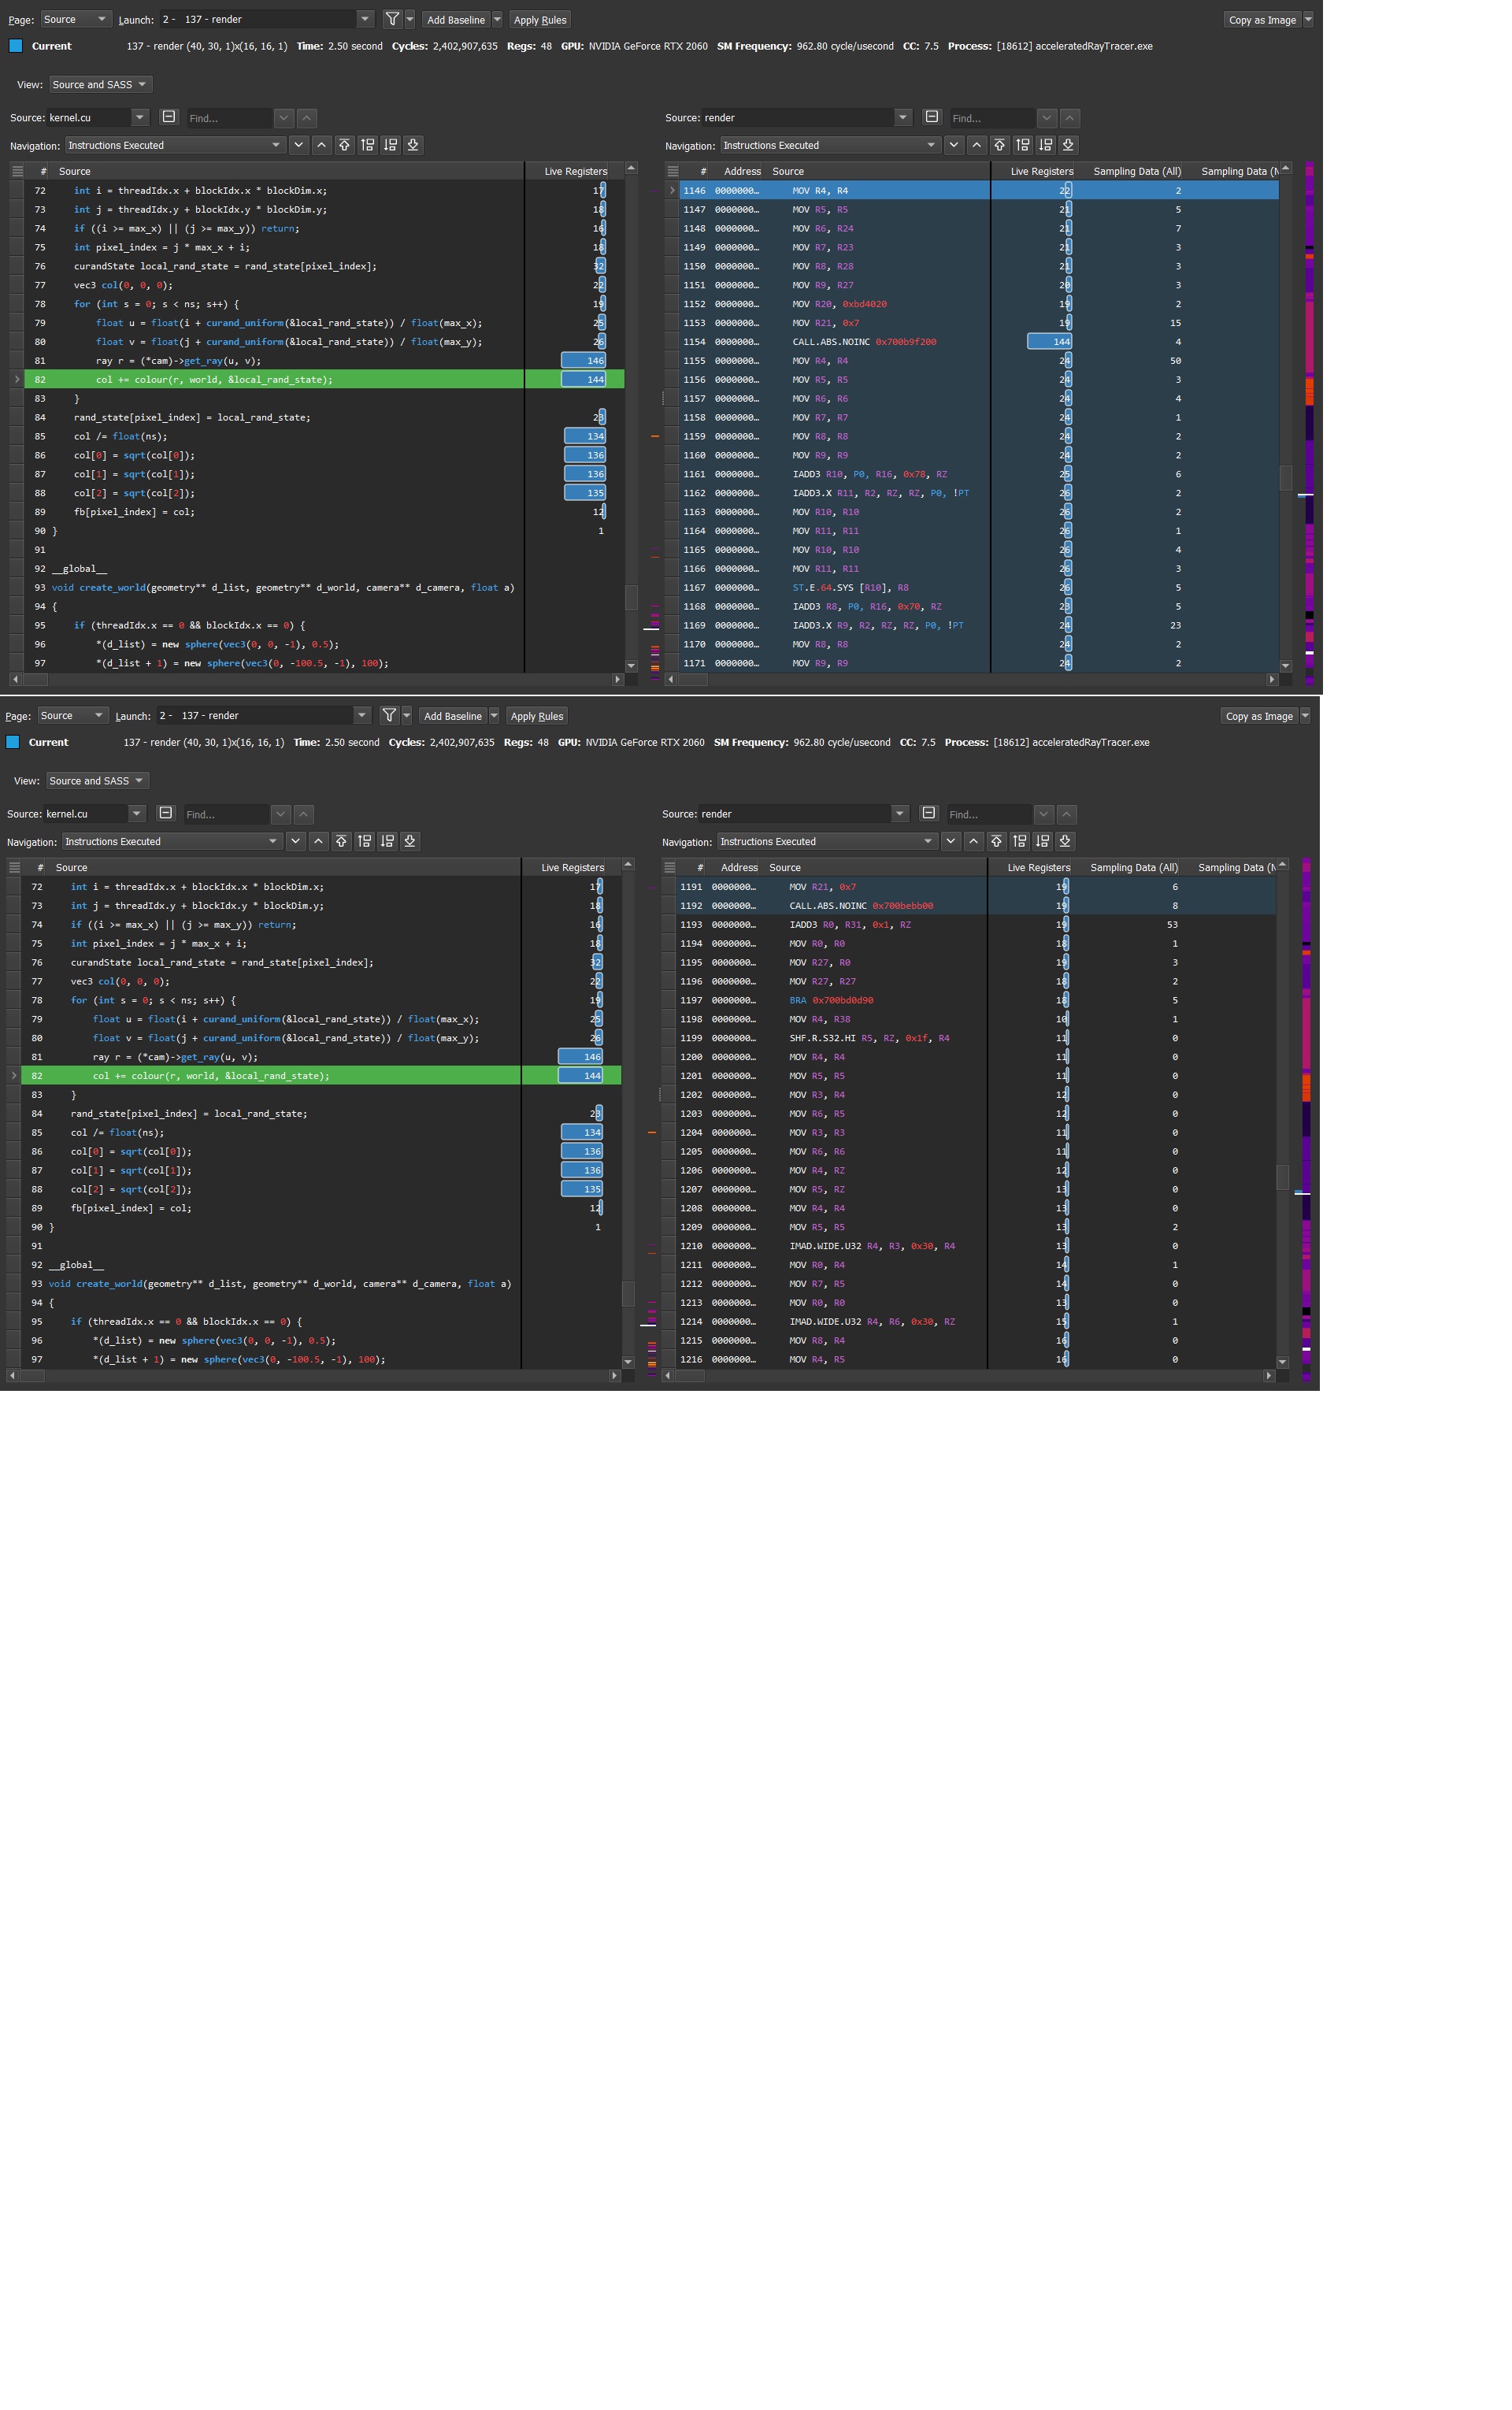 Page: Source Launch: 2 - 137 - render Add Baseline Apply Rules Copy as Image
Current 137 - render (40, 30, 1)x(16, 16, 1) Time: 2.50 second Cycles: 2,402,907,635 Regs: 48 GPU: NVIDIA GeForce RTX 2060 SM Frequency: 962.80 cycle/usecond CC: 7.5 Process: [18612] acceleratedRayTracer.exe
View: Source and SASS
Source: kernel.cu Find...
Navigation: Instructions Executed
# Source Live Registers
72 int i = threadIdx.x + blockIdx.x * blockDim.x; 17
73 int j = threadIdx.y + blockIdx.y * blockDim.y; 18
74 if ((i >= max_x) || (j >= max_y)) return; 16
75 int pixel_index = j * max_x + i; 18
76 curandState local_rand_state = rand_state[pixel_index]; 32
77 vec3 col(0, 0, 0); 22
78 for (int s = 0; s < ns; s++) { 19
79 float u = float(i + curand_uniform(&local_rand_state)) / float(max_x); 25
80 float v = float(j + curand_uniform(&local_rand_state)) / float(max_y); 26
81 ray r = (*cam)->get_ray(u, v); 146
82 col += colour(r, world, &local_rand_state); 144
83 }
84 rand_state[pixel_index] = local_rand_state; 23
85 col /= float(ns); 134
86 col[0] = sqrt(col[0]); 136
87 col[1] = sqrt(col[1]); 136
88 col[2] = sqrt(col[2]); 135
89 fb[pixel_index] = col; 12
90 } 1
91
92 __global__
93 void create_world(geometry** d_list, geometry** d_world, camera** d_camera, float a)
94 {
95 if (threadIdx.x == 0 && blockIdx.x == 0) {
96 *(d_list) = new sphere(vec3(0, 0, -1), 0.5);
97 *(d_list + 1) = new sphere(vec3(0, -100.5, -1), 100);
Source: render Find...
Navigation: Instructions Executed
# Address Source Live Registers Sampling Data (All) Sampling Data (N
1146 0000000… MOV R4, R4 22 2
1147 0000000… MOV R5, R5 21 5
1148 0000000… MOV R6, R24 21 7
1149 0000000… MOV R7, R23 21 3
1150 0000000… MOV R8, R28 21 3
1151 0000000… MOV R9, R27 20 3
1152 0000000… MOV R20, 0xbd4020 19 2
1153 0000000… MOV R21, 0x7 19 15
1154 0000000… CALL.ABS.NOINC 0x700b9f200 144 4
1155 0000000… MOV R4, R4 24 50
1156 0000000… MOV R5, R5 24 3
1157 0000000… MOV R6, R6 24 4
1158 0000000… MOV R7, R7 24 1
1159 0000000… MOV R8, R8 24 2
1160 0000000… MOV R9, R9 24 2
1161 0000000… IADD3 R10, P0, R16, 0x78, RZ 25 6
1162 0000000… IADD3.X R11, R2, RZ, RZ, P0, !PT 26 2
1163 0000000… MOV R10, R10 26 2
1164 0000000… MOV R11, R11 26 1
1165 0000000… MOV R10, R10 26 4
1166 0000000… MOV R11, R11 26 3
1167 0000000… ST.E.64.SYS [R10], R8 26 5
1168 0000000… IADD3 R8, P0, R16, 0x70, RZ 23 5
1169 0000000… IADD3.X R9, R2, RZ, RZ, P0, !PT 24 23
1170 0000000… MOV R8, R8 24 2
1171 0000000… MOV R9, R9 24 2
Page: Source Launch: 2 - 137 - render Add Baseline Apply Rules Copy as Image
Current 137 - render (40, 30, 1)x(16, 16, 1) Time: 2.50 second Cycles: 2,402,907,635 Regs: 48 GPU: NVIDIA GeForce RTX 2060 SM Frequency: 962.80 cycle/usecond CC: 7.5 Process: [18612] acceleratedRayTracer.exe
View: Source and SASS
Source: kernel.cu Find...
Navigation: Instructions Executed
# Source Live Registers
72 int i = threadIdx.x + blockIdx.x * blockDim.x; 17
73 int j = threadIdx.y + blockIdx.y * blockDim.y; 18
74 if ((i >= max_x) || (j >= max_y)) return; 16
75 int pixel_index = j * max_x + i; 18
76 curandState local_rand_state = rand_state[pixel_index]; 32
77 vec3 col(0, 0, 0); 22
78 for (int s = 0; s < ns; s++) { 19
79 float u = float(i + curand_uniform(&local_rand_state)) / float(max_x); 25
80 float v = float(j + curand_uniform(&local_rand_state)) / float(max_y); 26
81 ray r = (*cam)->get_ray(u, v); 146
82 col += colour(r, world, &local_rand_state); 144
83 }
84 rand_state[pixel_index] = local_rand_state; 23
85 col /= float(ns); 134
86 col[0] = sqrt(col[0]); 136
87 col[1] = sqrt(col[1]); 136
88 col[2] = sqrt(col[2]); 135
89 fb[pixel_index] = col; 12
90 } 1
91
92 __global__
93 void create_world(geometry** d_list, geometry** d_world, camera** d_camera, float a)
94 {
95 if (threadIdx.x == 0 && blockIdx.x == 0) {
96 *(d_list) = new sphere(vec3(0, 0, -1), 0.5);
97 *(d_list + 1) = new sphere(vec3(0, -100.5, -1), 100);
Source: render Find...
Navigation: Instructions Executed
# Address Source Live Registers Sampling Data (All) Sampling Data (N
1191 0000000… MOV R21, 0x7 19 6
1192 0000000… CALL.ABS.NOINC 0x700bebb00 19 8
1193 0000000… IADD3 R0, R31, 0x1, RZ 19 53
1194 0000000… MOV R0, R0 18 1
1195 0000000… MOV R27, R0 19 3
1196 0000000… MOV R27, R27 18 2
1197 0000000… BRA 0x700bd0d90 18 5
1198 0000000… MOV R4, R38 10 1
1199 0000000… SHF.R.S32.HI R5, RZ, 0x1f, R4 11 0
1200 0000000… MOV R4, R4 11 0
1201 0000000… MOV R5, R5 11 0
1202 0000000… MOV R3, R4 12 0
1203 0000000… MOV R6, R5 12 0
1204 0000000… MOV R3, R3 11 0
1205 0000000… MOV R6, R6 11 0
1206 0000000… MOV R4, RZ 12 0
1207 0000000… MOV R5, RZ 13 0
1208 0000000… MOV R4, R4 13 0
1209 0000000… MOV R5, R5 13 2
1210 0000000… IMAD.WIDE.U32 R4, R3, 0x30, R4 13 0
1211 0000000… MOV R0, R4 14 1
1212 0000000… MOV R7, R5 14 0
1213 0000000… MOV R0, R0 13 0
1214 0000000… IMAD.WIDE.U32 R4, R6, 0x30, RZ 15 1
1215 0000000… MOV R8, R4 16 0
1216 0000000… MOV R4, R5 16 0